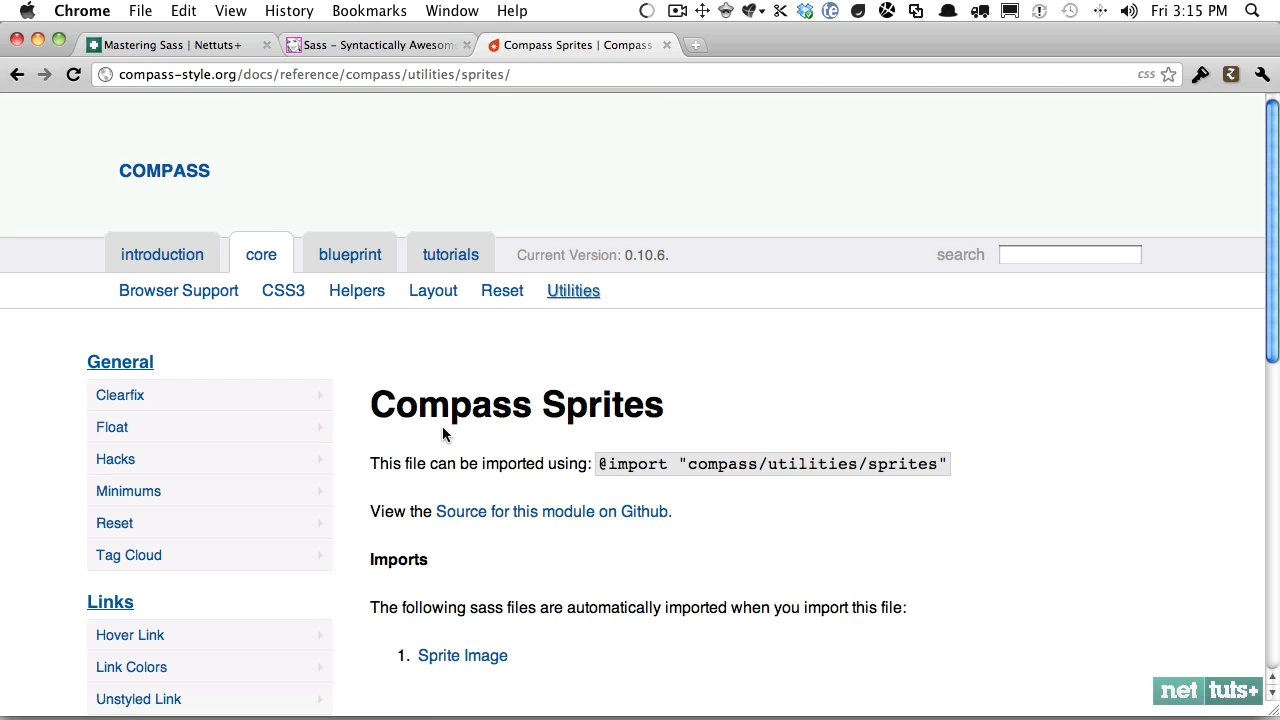 Chrome File Edit View History Bookmarks Window Help Fri 3:15 PM
Mastering Sass | Nettuts+ Sass - Syntactically Awesom Compass Sprites | Compass
compass-style.org/docs/reference/compass/utilities/sprites/ css
COMPASS
introduction core blueprint tutorials Current Version: 0.10.6. search
Browser Support CSS3 Helpers Layout Reset Utilities
General
Clearfix
Float
Hacks
Minimums
Reset
Tag Cloud
Links
Hover Link
Link Colors
Unstyled Link
Compass Sprites
This file can be imported using: @import "compass/utilities/sprites"
View the Source for this module on Github.
Imports
The following sass files are automatically imported when you import this file:
1. Sprite Image
net tuts+